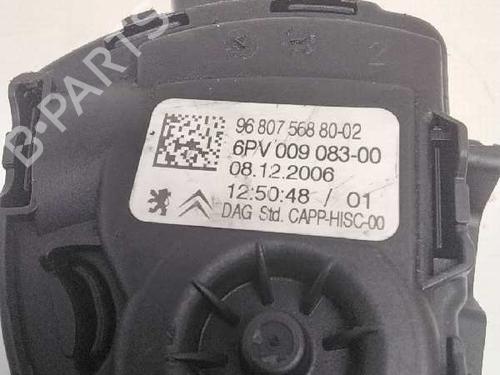 B-PARTS
2
96 807 568 80-02
6PV 009 083-00
08.12.2006
12:50:48 / 01
DAG Std. CAPP-HISC-00